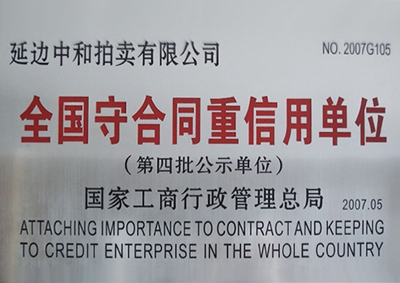 延边中和拍卖有限公司 NO. 2007G105
全国守合同重信用单位
（第四批公示单位）
国家工商行政管理总局 2007.05
ATTACHING IMPORTANCE TO CONTRACT AND KEEPING
TO CREDIT ENTERPRISE IN THE WHOLE COUNTRY